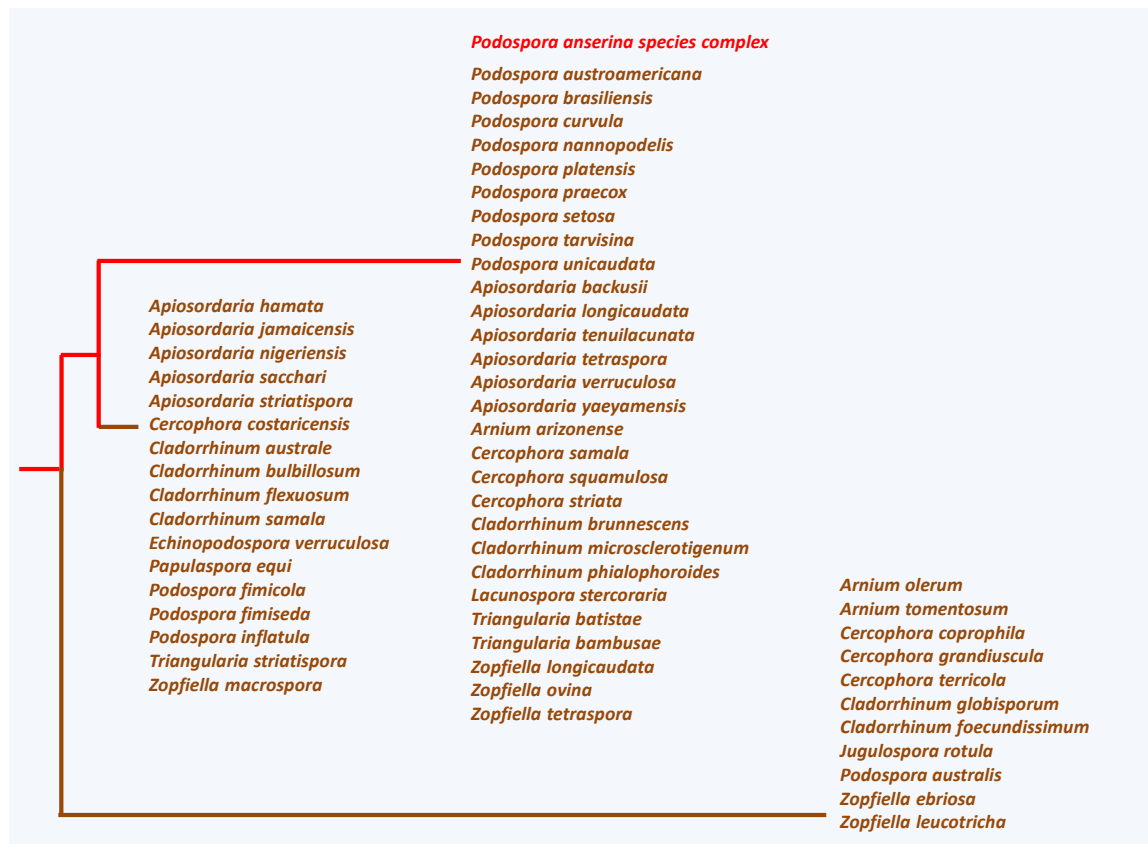 Podospora anserina species complex
Podospora austroamericana
Podospora brasiliensis
Podospora curvula
Podospora nannopodelis
Podospora platensis
Podospora praecox
Podospora setosa
Podospora tarvisina
Podospora unicaudata
Apiosordaria backusii
Apiosordaria longicaudata
Apiosordaria tenuilacunata
Apiosordaria tetraspora
Apiosordaria verruculosa
Apiosordaria yaeyamensis
Arnium arizonense
Cercophora samala
Cercophora squamulosa
Cercophora striata
Cladorrhinum brunnescens
Cladorrhinum microsclerotigenum
Cladorrhinum phialophoroides
Lacunospora stercoraria
Triangularia batistae
Triangularia bambusae
Zopfiella longicaudata
Zopfiella ovina
Zopfiella tetraspora
Apiosordaria hamata
Apiosordaria jamaicensis
Apiosordaria nigeriensis
Apiosordaria sacchari
Apiosordaria striatispora
Cercophora costaricensis
Cladorrhinum australe
Cladorrhinum bulbillosum
Cladorrhinum flexuosum
Cladorrhinum samala
Echinopodospora verruculosa
Papulaspora equi
Podospora fimicola
Podospora fimiseda
Podospora inflatula
Triangularia striatispora
Zopfiella macrospora
Arnium olerum
Arnium tomentosum
Cercophora coprophila
Cercophora grandiuscula
Cercophora terricola
Cladorrhinum globisporum
Cladorrhinum foecundissimum
Jugulospora rotula
Podospora australis
Zopfiella ebriosa
Zopfiella leucotricha